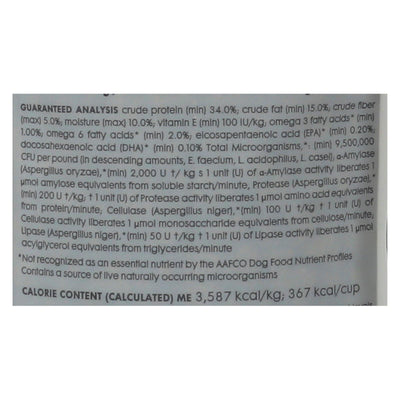 GUARANTEED ANALYSIS crude protein (min) 34.0%, crude fat (min) 15.0%, crude fiber
(max) 5.0%, moisture (max) 10.0%, vitamin E (min) 100 IU/kg, omega 3 fatty acids* (min)
1.00%, omega 6 fatty acids* (min) 2.0%, eicosapentaenoic acid (EPA)* (min) 0.20%,
docosahexaenoic acid (DHA)* (min) 0.10% Total Microorganisms,* (min) 9,500,000
CFU per pound (in descending amounts, E. faecium, L. acidophilus, L. casei), α-Amylase
(Aspergillus oryzae),*(min) 2,000 U †/ kg s 1 unit (U) of α-Amylase activity liberates 1
μmol amylose equivalents from soluble starch/minute, Protease (Aspergillus oryzae),*
(min) 200 U †/kg; † 1 unit (U) of Protease activity liberates 1 μmol amino acid equivalents
from protein/minute; Cellulase (Aspergillus niger),*(min) 100 U †/kg † 1 unit (U) of
Cellulase activity liberates 1 μmol monosaccharide equivalents from cellulose/minute;
Lipase (Aspergillus niger),*(min) 50 U †/kg † 1 unit (U) of Lipase activity liberates 1 μmol
acylglycerol equivalents from triglycerides/minute
*Not recognized as an essential nutrient by the AAFCO Dog Food Nutrient Profiles
Contains a source of live naturally occurring microorganisms
CALORIE CONTENT (CALCULATED) ME 3,587 kcal/kg; 367 kcal/cup